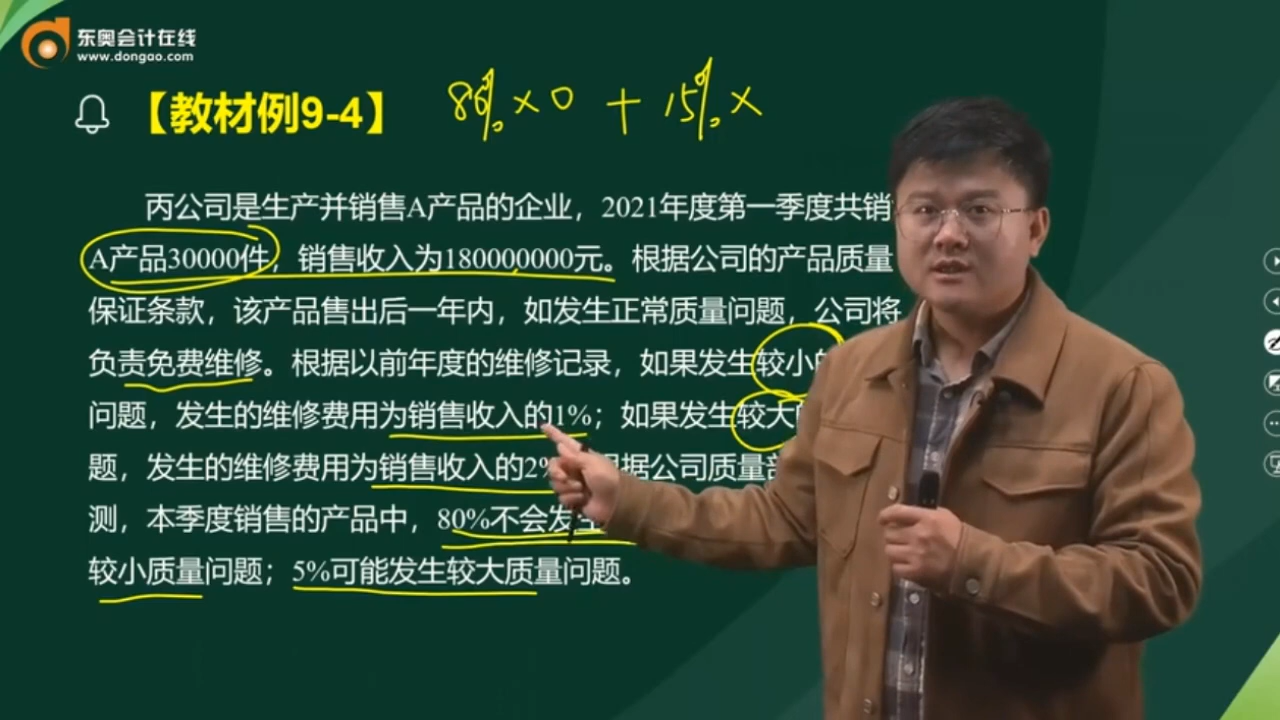 东奥会计在线
www.dongao.com
【教材例9-4】
80%×0+15%×
丙公司是生产并销售A产品的企业，2021年度第一季度共销
A产品30000件，销售收入为180000000元。根据公司的产品质量
保证条款，该产品售出后一年内，如发生正常质量问题，公司将
负责免费维修。根据以前年度的维修记录，如果发生较小的
问题，发生的维修费用为销售收入的1%；如果发生较大的
题，发生的维修费用为销售收入的2% 根据公司质量部
测，本季度销售的产品中，80%不会发生
较小质量问题；5%可能发生较大质量问题。